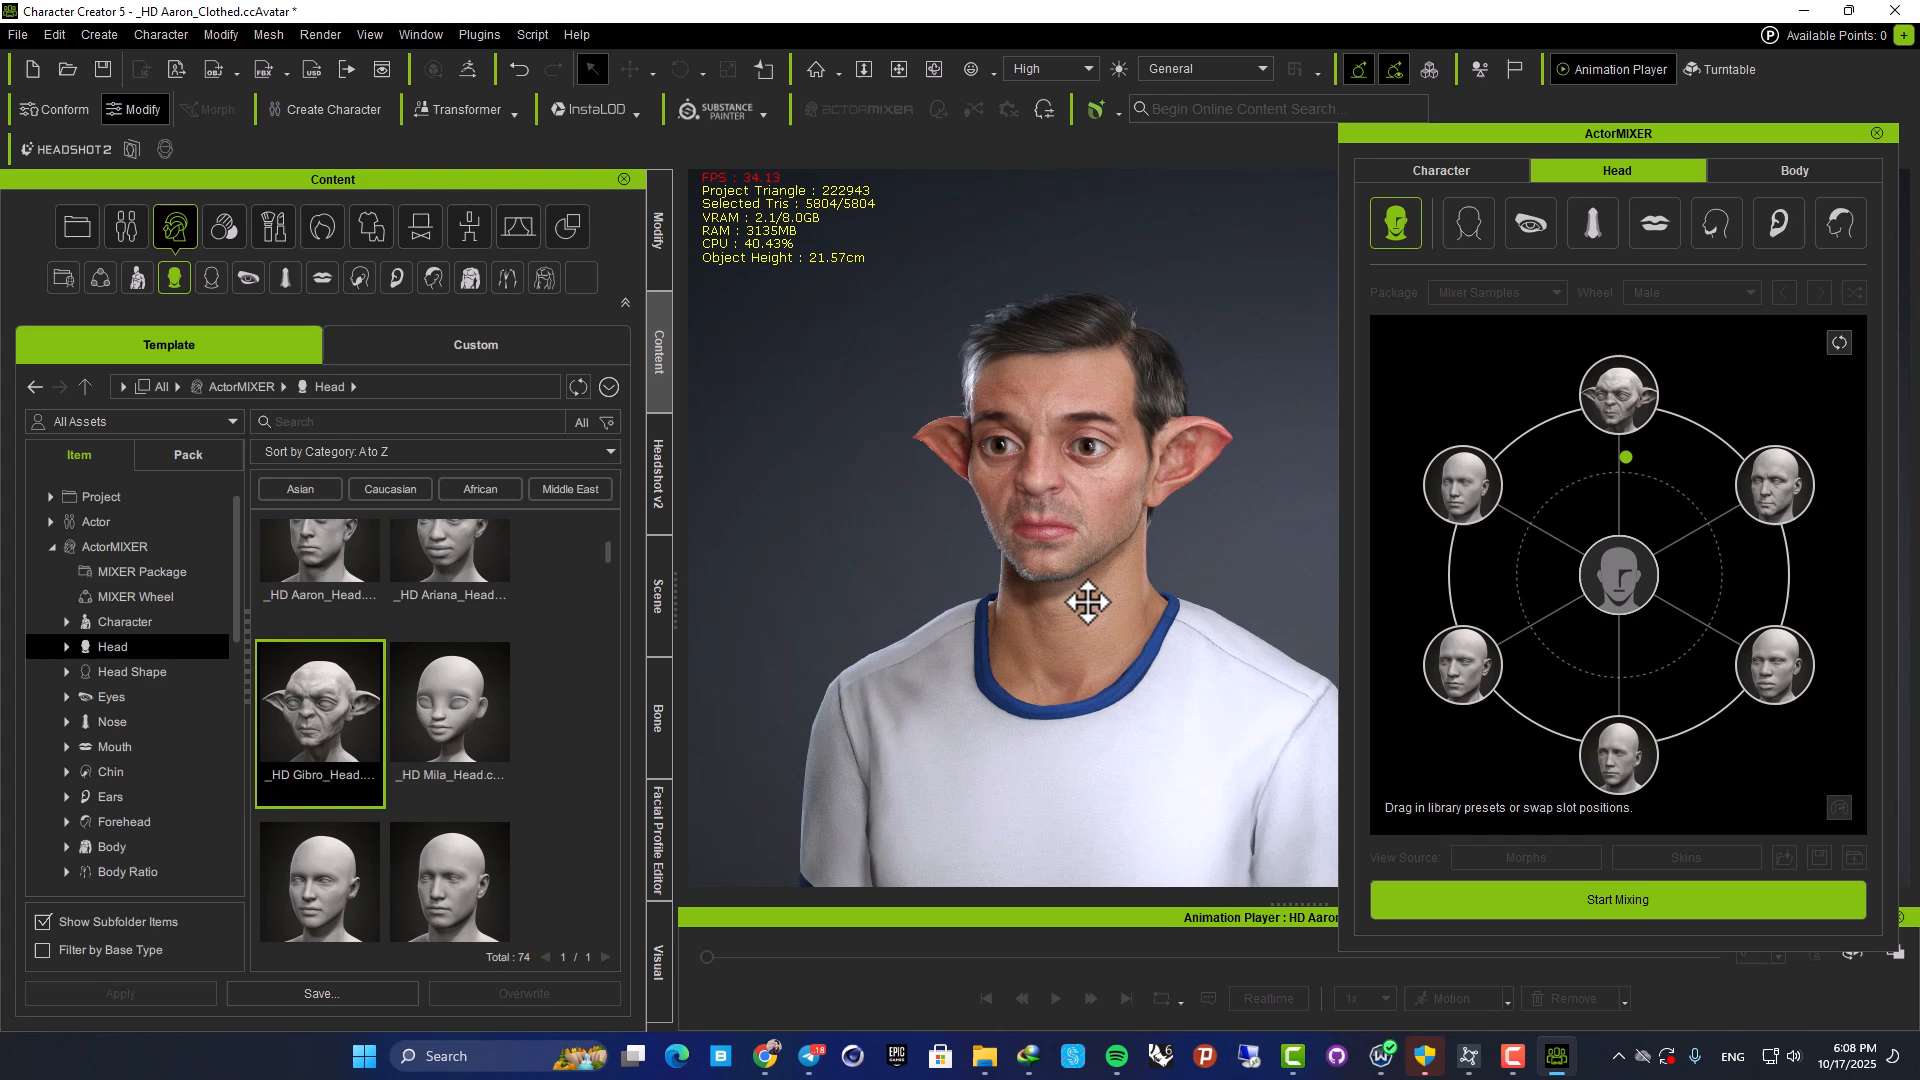 Character Creator 5 - _HD Aaron_Clothed.ccAvatar *
File Edit Create Character Modify Mesh Render View Window Plugins Script Help
Available Points: 0
High
General
Animation Player
Turntable
Conform
Modify
Morph
Create Character
Transformer
InstaLOD
SUBSTANCE PAINTER
ACTORMIXER
Begin Online Content Search...
HEADSHOT 2
ActorMIXER
Character
Head
Body
Package
Mixer Samples
Wheel
Male
Drag in library presets or swap slot positions.
View Source:
Morphs
Skins
Start Mixing
Content
Template
Custom
All
ActorMIXER
Head
All Assets
Search
All
Item
Pack
Sort by Category: A to Z
Asian
Caucasian
African
Middle East
Project
Actor
ActorMIXER
MIXER Package
MIXER Wheel
Character
Head
Head Shape
Eyes
Nose
Mouth
Chin
Ears
Forehead
Body
Body Ratio
_HD Aaron_Head....
_HD Ariana_Head...
_HD Gibro_Head....
_HD Mila_Head.c...
Show Subfolder Items
Filter by Base Type
Total : 74
1 / 1
Apply
Save...
Overwrite
Modify
Content
Headshot v2
Scene
Bone
Facial Profile Editor
Visual
FPS : 34.13
Project Triangle : 222943
Selected Tris : 5804/5804
VRAM : 2.1/8.0GB
RAM : 3135MB
CPU : 40.43%
Object Height : 21.57cm
Animation Player : HD Aaron
Realtime
1x
Motion
Remove
Search
18
EPIC GAMES
6
ENG
6:08 PM
10/17/2025